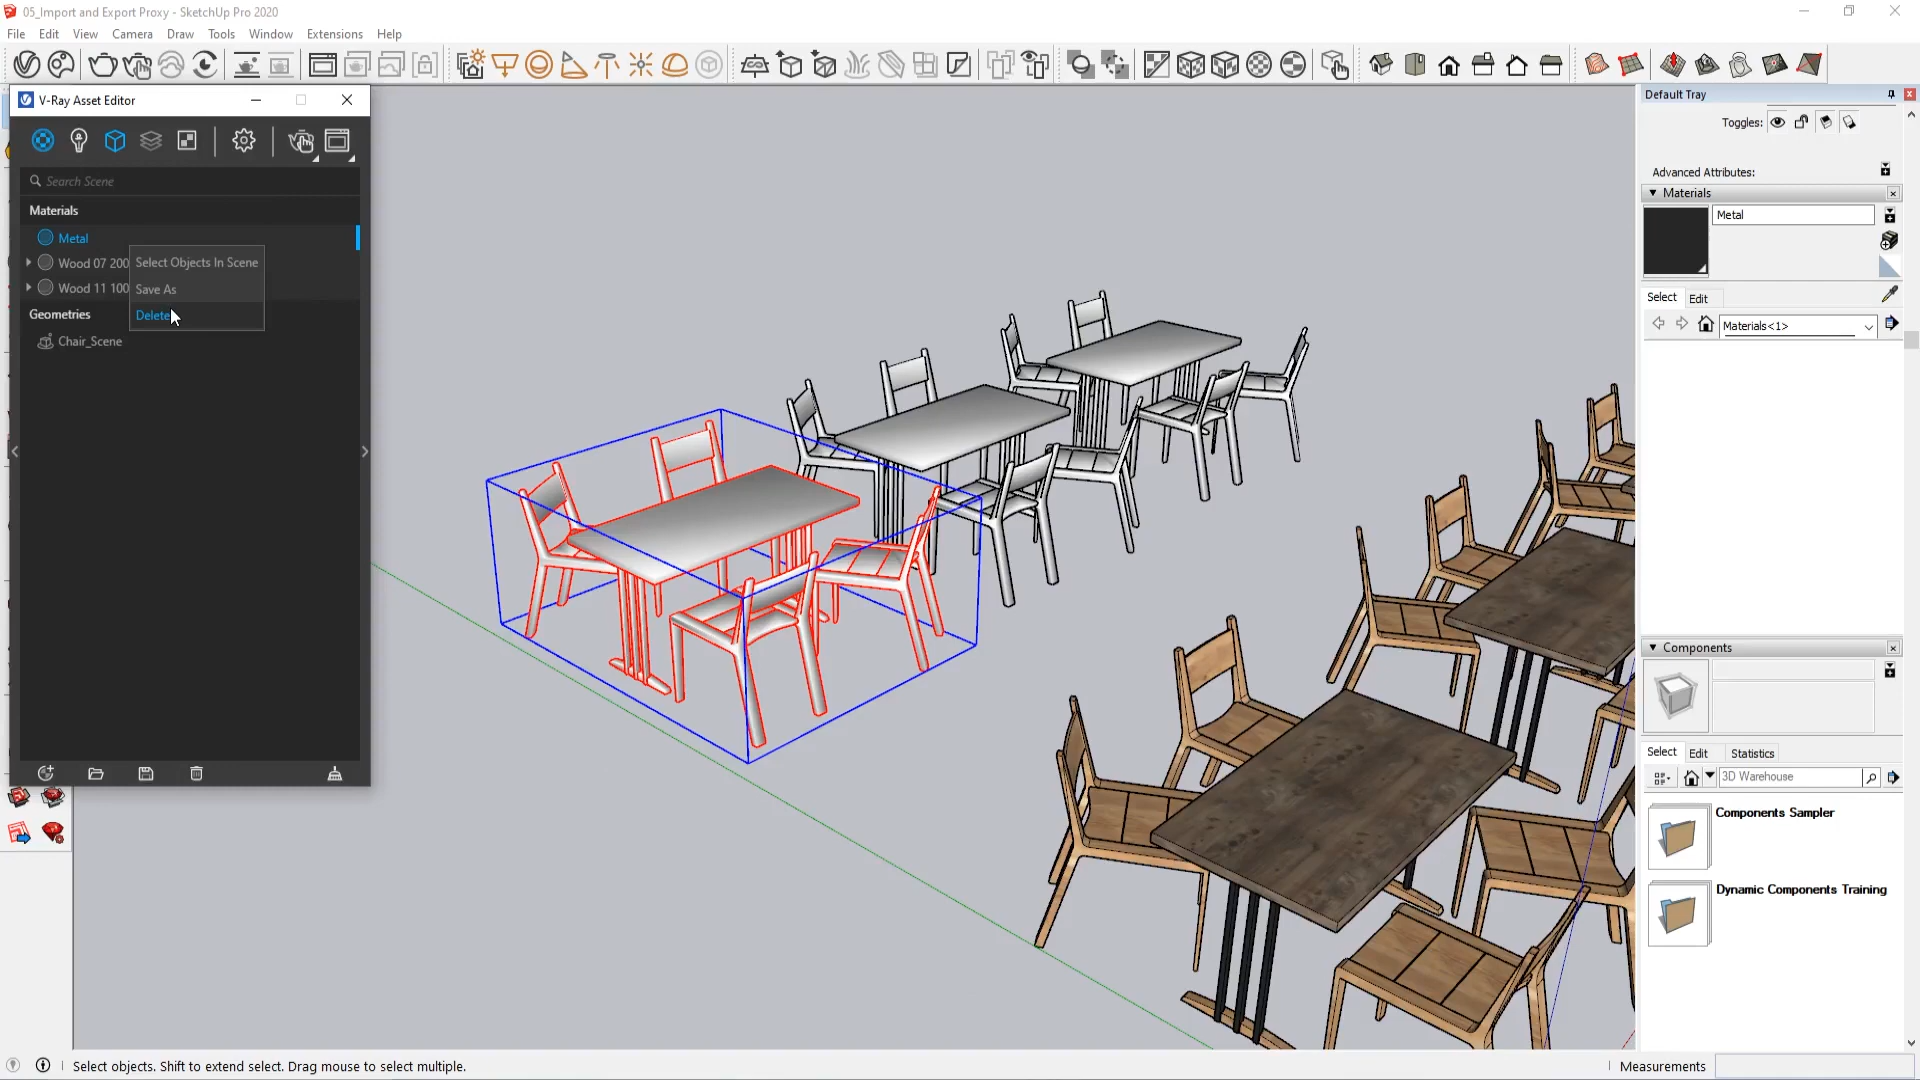 05_Import and Export Proxy - SketchUp Pro 2020
File Edit View Camera Draw Tools Window Extensions Help
V-Ray Asset Editor
Search Scene
Materials
Metal
Wood 07 200
Wood 11 100
Select Objects In Scene
Save As
Delete
Geometries
Chair_Scene
Default Tray
Toggles:
Advanced Attributes:
Materials
Metal
Select Edit
Materials<1>
Components
Select Edit Statistics
3D Warehouse
Components Sampler
Dynamic Components Training
Select objects. Shift to extend select. Drag mouse to select multiple.
Measurements